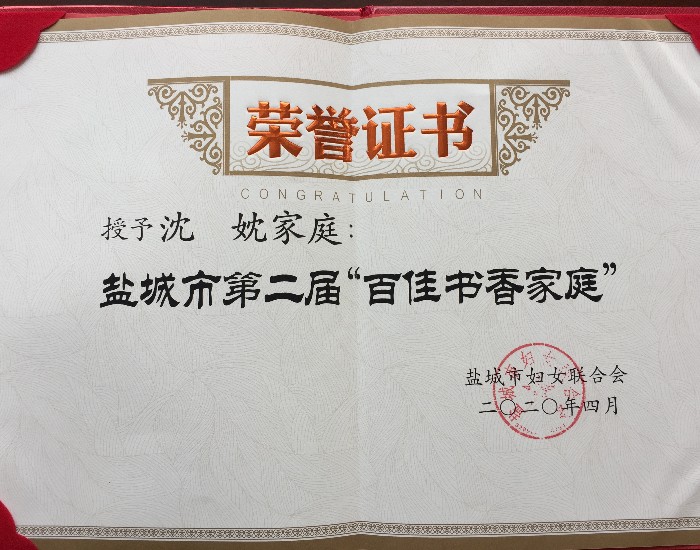 荣誉证书
CONGRATULATION
授予沈 妉家庭:
盐城市第二届“百佳书香家庭”
盐城市妇女联合会
二〇二〇年四月